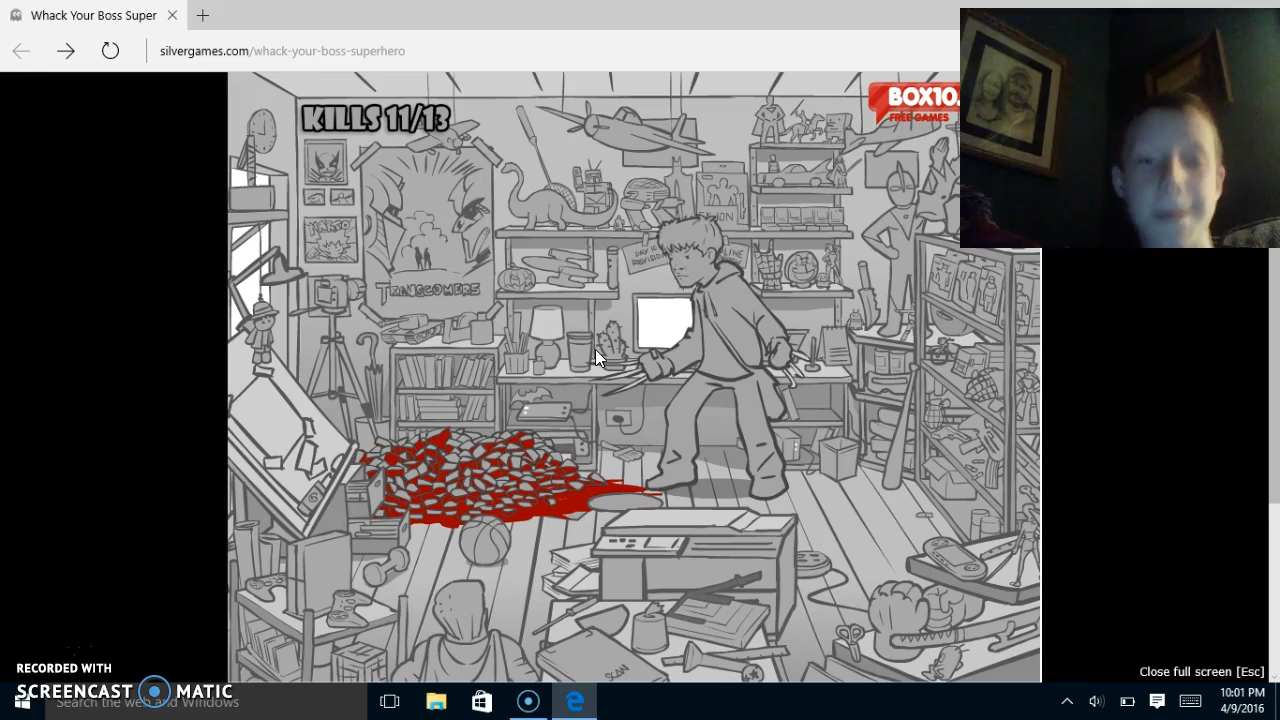 Whack Your Boss Super
silvergames.com/whack-your-boss-superhero
KILLS 11/13
BOX10.
FREE GAMES
TRANSCOMERS
SCAN
Close full screen [Esc]
RECORDED WITH
SCREENCAST MATIC
Search the web and Windows
10:01 PM
4/9/2016